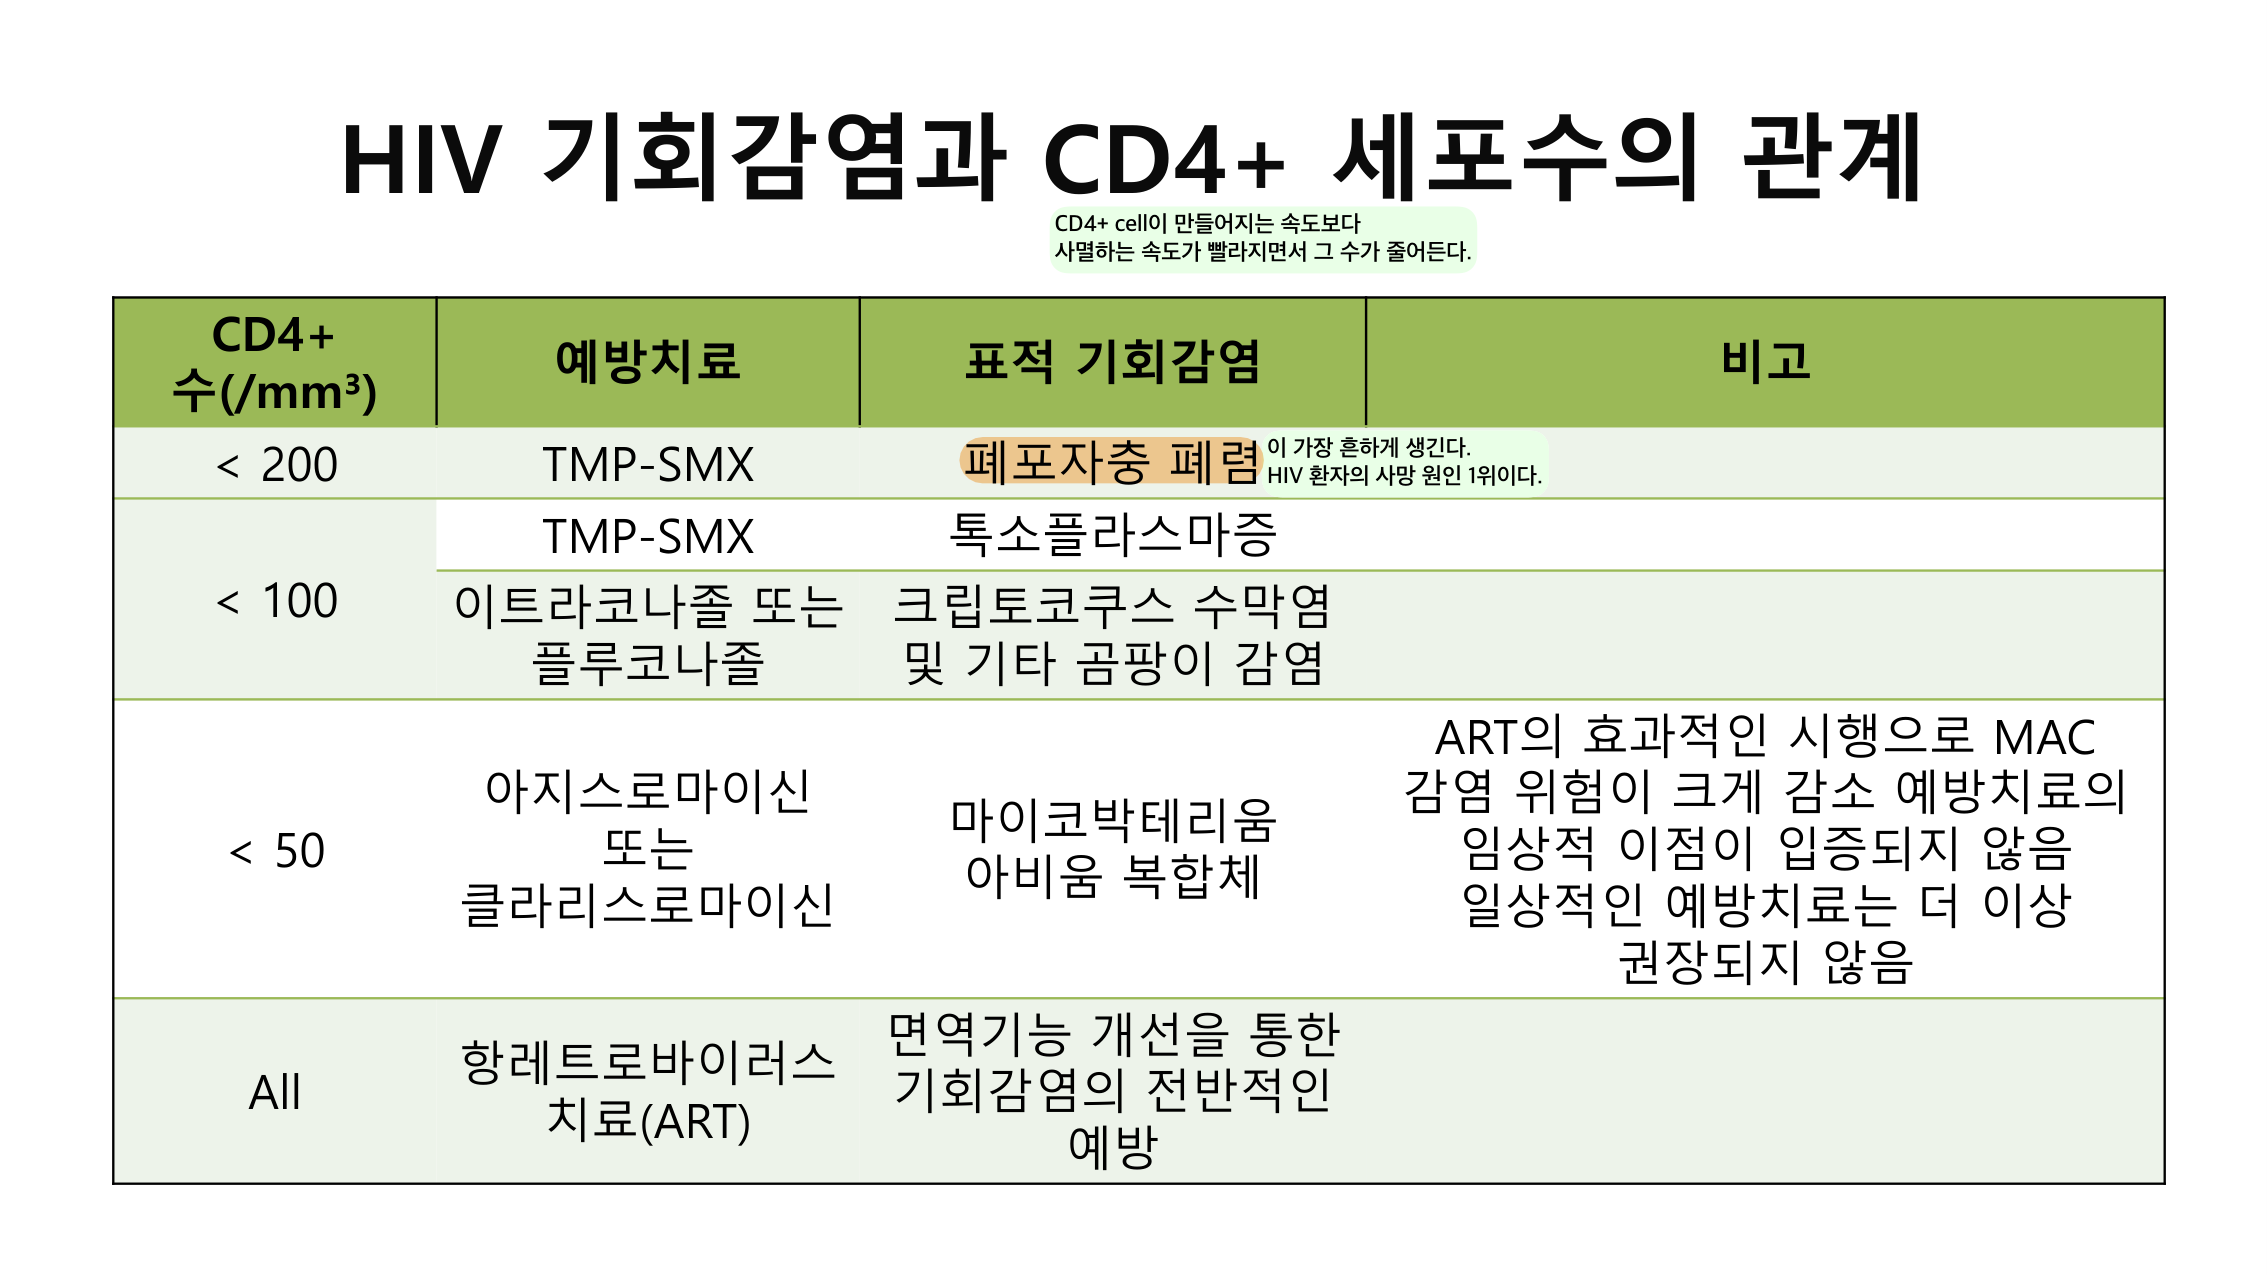 HIV 기회감염과 CD4+ 세포수의 관계
CD4+ cell이 만들어지는 속도보다
사멸하는 속도가 빨라지면서 그 수가 줄어든다.
CD4+
수(/mm³)
예방치료
표적 기회감염
비고
< 200
TMP-SMX
폐포자충 폐렴
이 가장 흔하게 생긴다.
HIV 환자의 사망 원인 1위이다.
< 100
TMP-SMX
톡소플라스마증
이트라코나졸 또는
플루코나졸
크립토코쿠스 수막염
및 기타 곰팡이 감염
< 50
아지스로마이신
또는
클라리스로마이신
마이코박테리움
아비움 복합체
ART의 효과적인 시행으로 MAC
감염 위험이 크게 감소 예방치료의
임상적 이점이 입증되지 않음
일상적인 예방치료는 더 이상
권장되지 않음
All
항레트로바이러스
치료(ART)
면역기능 개선을 통한
기회감염의 전반적인
예방